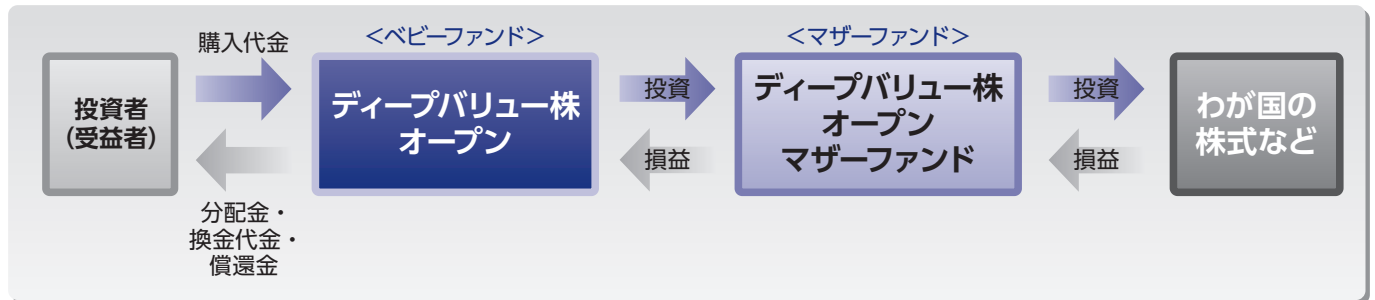 購入代金
投資者
(受益者)
分配金・
換金代金・
償還金
<ベビーファンド>
ディープバリュー株
オープン
投資
損益
<マザーファンド>
ディープバリュー株
オープン
マザーファンド
投資
損益
わが国の
株式など